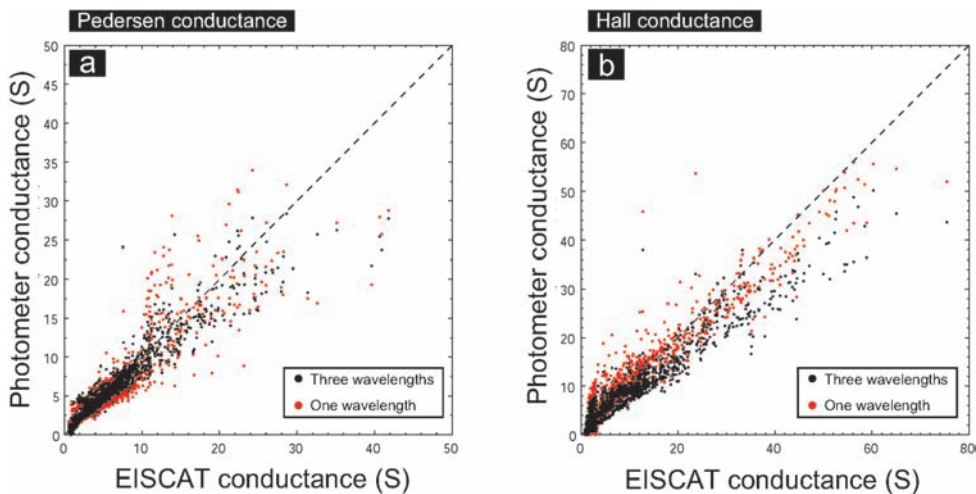 Pedersen conductance
a
Photometer conductance (S)
50
45
40
35
30
25
20
15
10
5
0
0
10
20
30
40
50
EISCAT conductance (S)
Three wavelengths
One wavelength
Hall conductance
b
Photometer conductance (S)
80
70
60
50
40
30
20
10
0
0
20
40
60
80
EISCAT conductance (S)
Three wavelengths
One wavelength